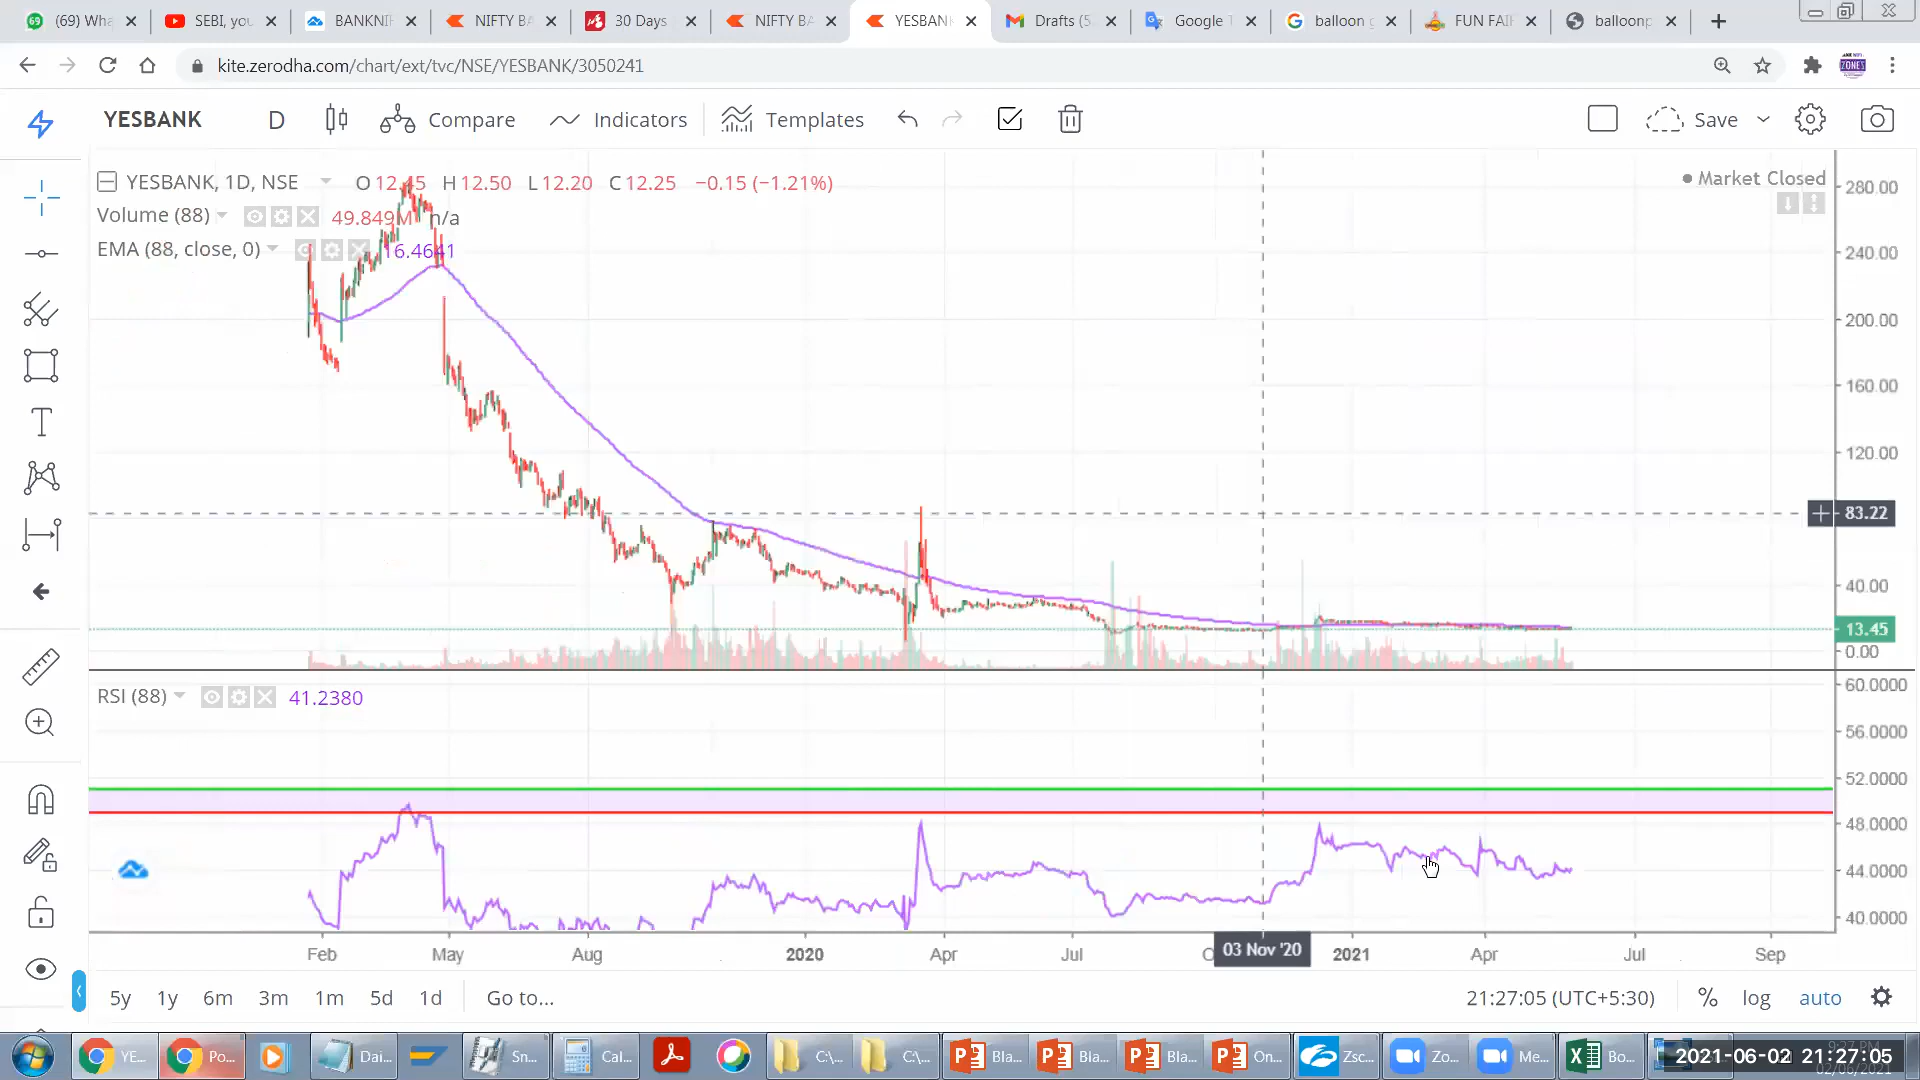 (69) Wha
SEBI, you
BANKNIF
NIFTY BA
30 Days
NIFTY BA
YESBANK
Drafts (5
Google T
balloon g
FUN FAIR
balloonp
kite.zerodha.com/chart/ext/tvc/NSE/YESBANK/3050241
YESBANK D Compare Indicators Templates Save
YESBANK, 1D, NSE O 12.45 H 12.50 L 12.20 C 12.25 −0.15 (−1.21%)
Market Closed
Volume (88) 49.849M n/a
EMA (88, close, 0) 16.4641
280.00
240.00
200.00
160.00
120.00
83.22
40.00
13.45
0.00
RSI (88) 41.2380
60.0000
56.0000
52.0000
48.0000
44.0000
40.0000
Feb May Aug 2020 Apr Jul 03 Nov '20 2021 Apr Jul Sep
5y 1y 6m 3m 1m 5d 1d Go to... 21:27:05 (UTC+5:30) % log auto
YE... Po... Dai... Sn... Cal... C:\... C:\... Bla... Bla... Bla... On... Zsc... Zo... Me... Bo...
2021-06-02 21:27:05
02/06/2021